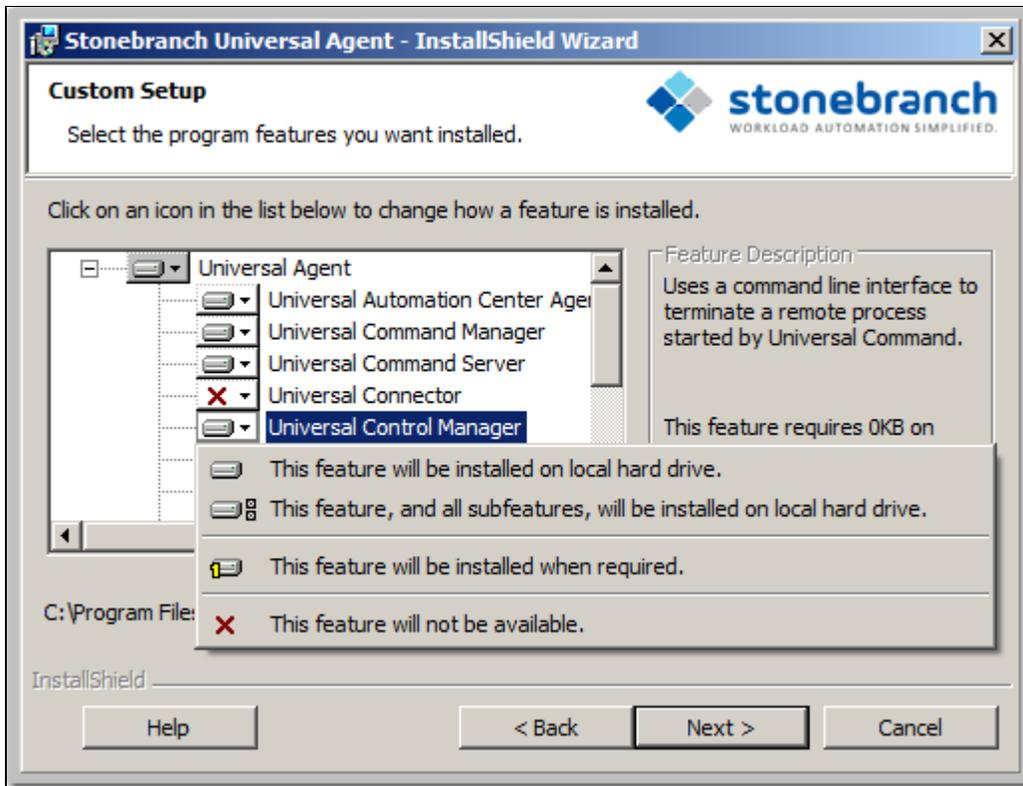 Stonebranch Universal Agent - InstallShield Wizard
Custom Setup
Select the program features you want installed.
stonebranch
WORKLOAD AUTOMATION SIMPLIFIED.
Click on an icon in the list below to change how a feature is installed.
Universal Agent
Universal Automation Center Agen
Universal Command Manager
Universal Command Server
Universal Connector
Universal Control Manager
Feature Description
Uses a command line interface to
terminate a remote process
started by Universal Command.
This feature requires 0KB on
This feature will be installed on local hard drive.
This feature, and all subfeatures, will be installed on local hard drive.
This feature will be installed when required.
This feature will not be available.
C:\Program Files
InstallShield
Help
< Back
Next >
Cancel